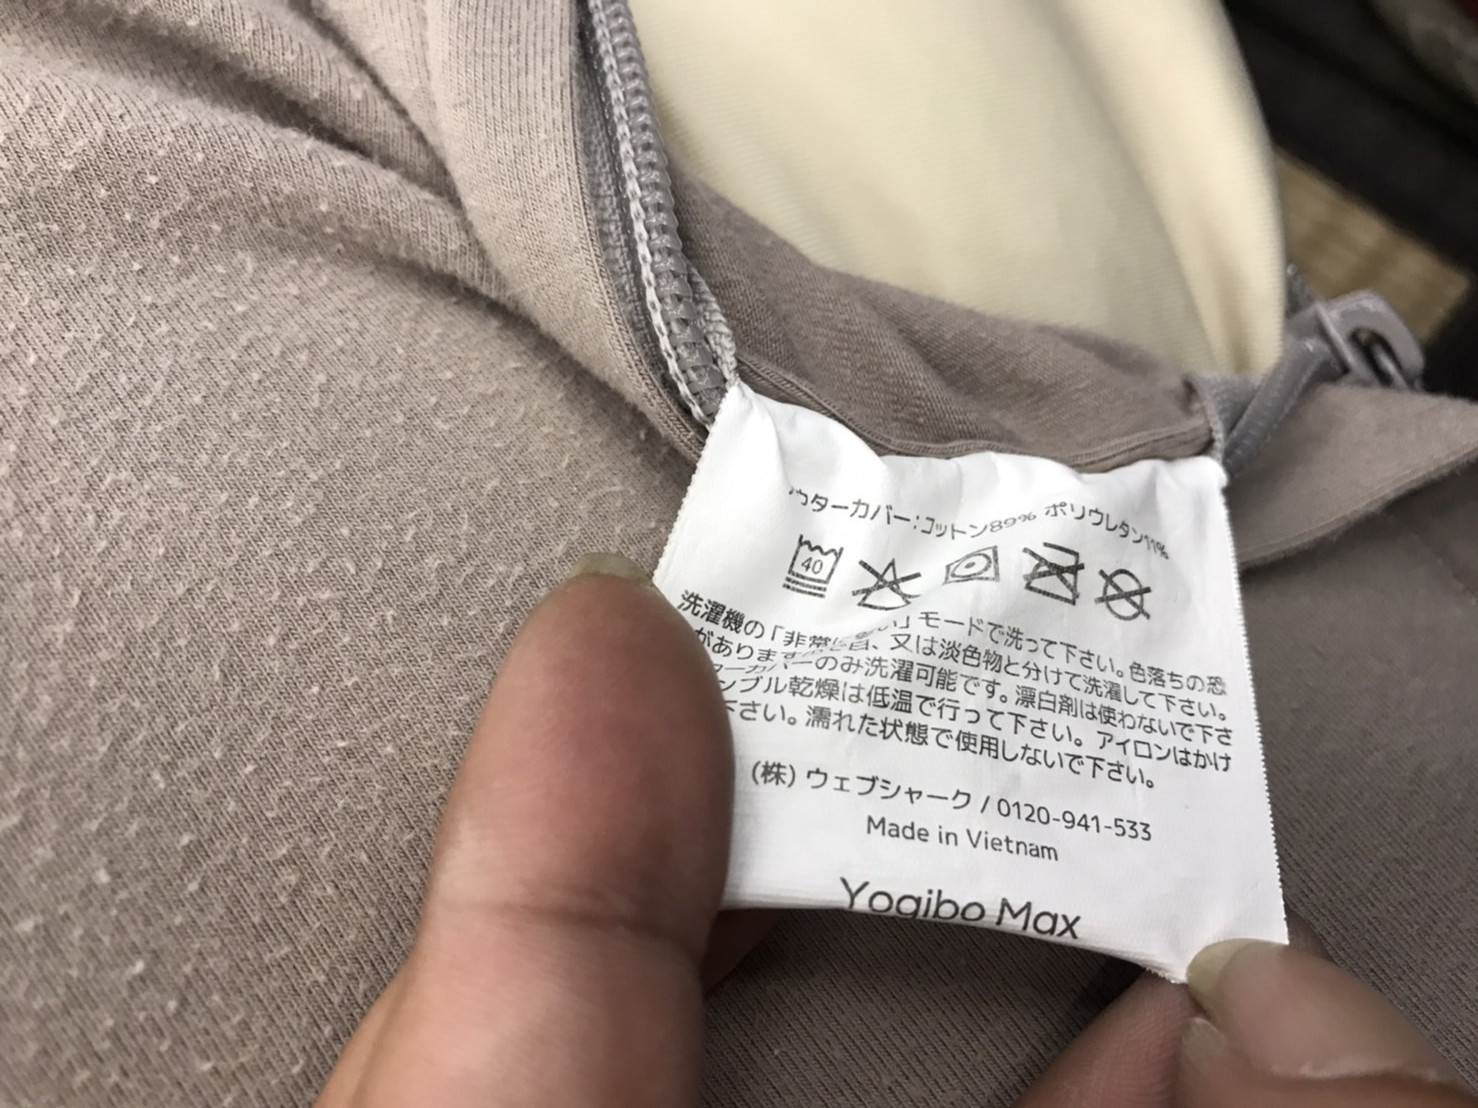 ウターカバー:コットン89% ポリウレタン11%
40
洗濯機の「非常に弱い」モードで洗って下さい。色落ちの恐
がありますので白、又は淡色物と分けて洗濯して下さい。
ターカバーのみ洗濯可能です。漂白剤は使わないで下さ
ンブル乾燥は低温で行って下さい。アイロンはかけ
下さい。濡れた状態で使用しないで下さい。
(株) ウェブシャーク / 0120-941-533
Made in Vietnam
Yogibo Max